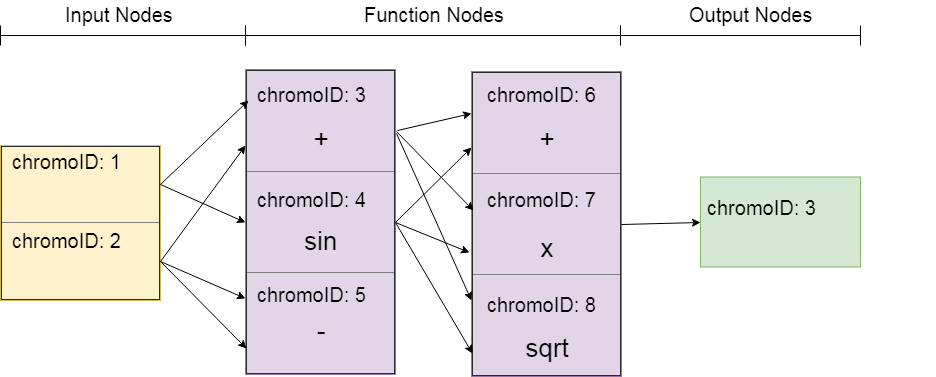 Input Nodes
Function Nodes
Output Nodes
chromoID: 1
chromoID: 2
chromoID: 3
+
chromoID: 4
sin
chromoID: 5
-
chromoID: 6
+
chromoID: 7
x
chromoID: 8
sqrt
chromoID: 3